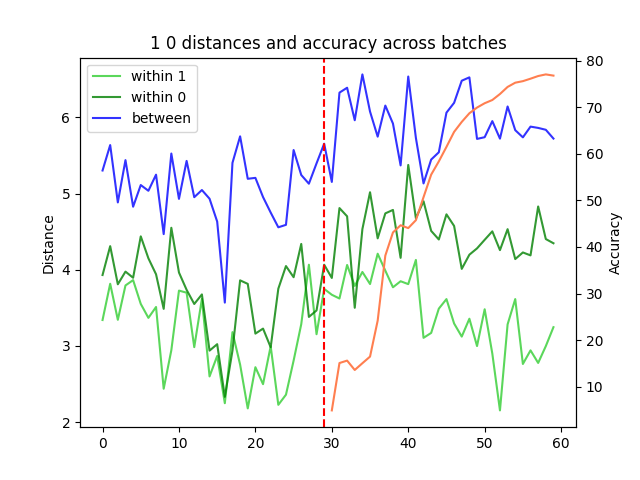 1 0 distances and accuracy across batches
within 1
within 0
between
Distance
Accuracy
6
5
4
3
2
80
70
60
50
40
30
20
10
0 10 20 30 40 50 60